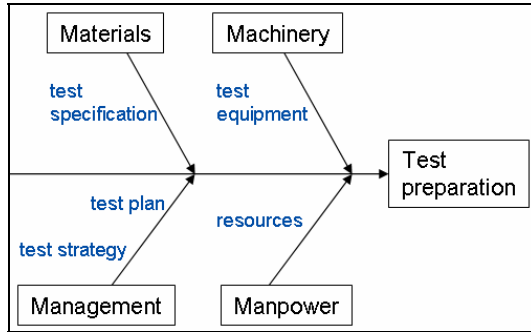 Materials
Machinery
test
specification
test
equipment
Test
preparation
test plan
test strategy
resources
Management
Manpower